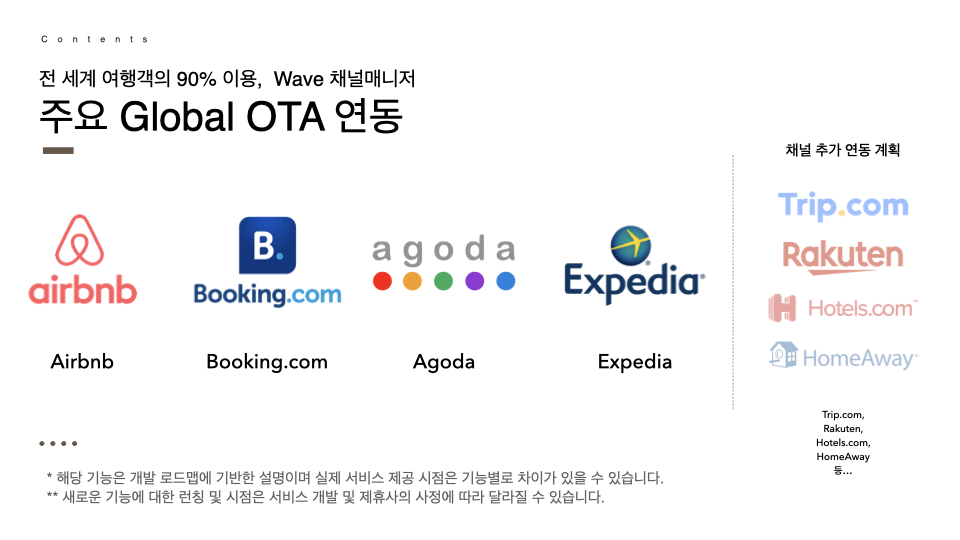 Contents
전 세계 여행객의 90% 이용, Wave 채널매니저
주요 Global OTA 연동
채널 추가 연동 계획
airbnb
B.
Booking.com
agoda
Expedia®
Trip.com
Rakuten
H Hotels.com™
HomeAway®
Airbnb
Booking.com
Agoda
Expedia
Trip.com,
Rakuten,
Hotels.com,
HomeAway
등...
* 해당 기능은 개발 로드맵에 기반한 설명이며 실제 서비스 제공 시점은 기능별로 차이가 있을 수 있습니다.
** 새로운 기능에 대한 런칭 및 시점은 서비스 개발 및 제휴사의 사정에 따라 달라질 수 있습니다.